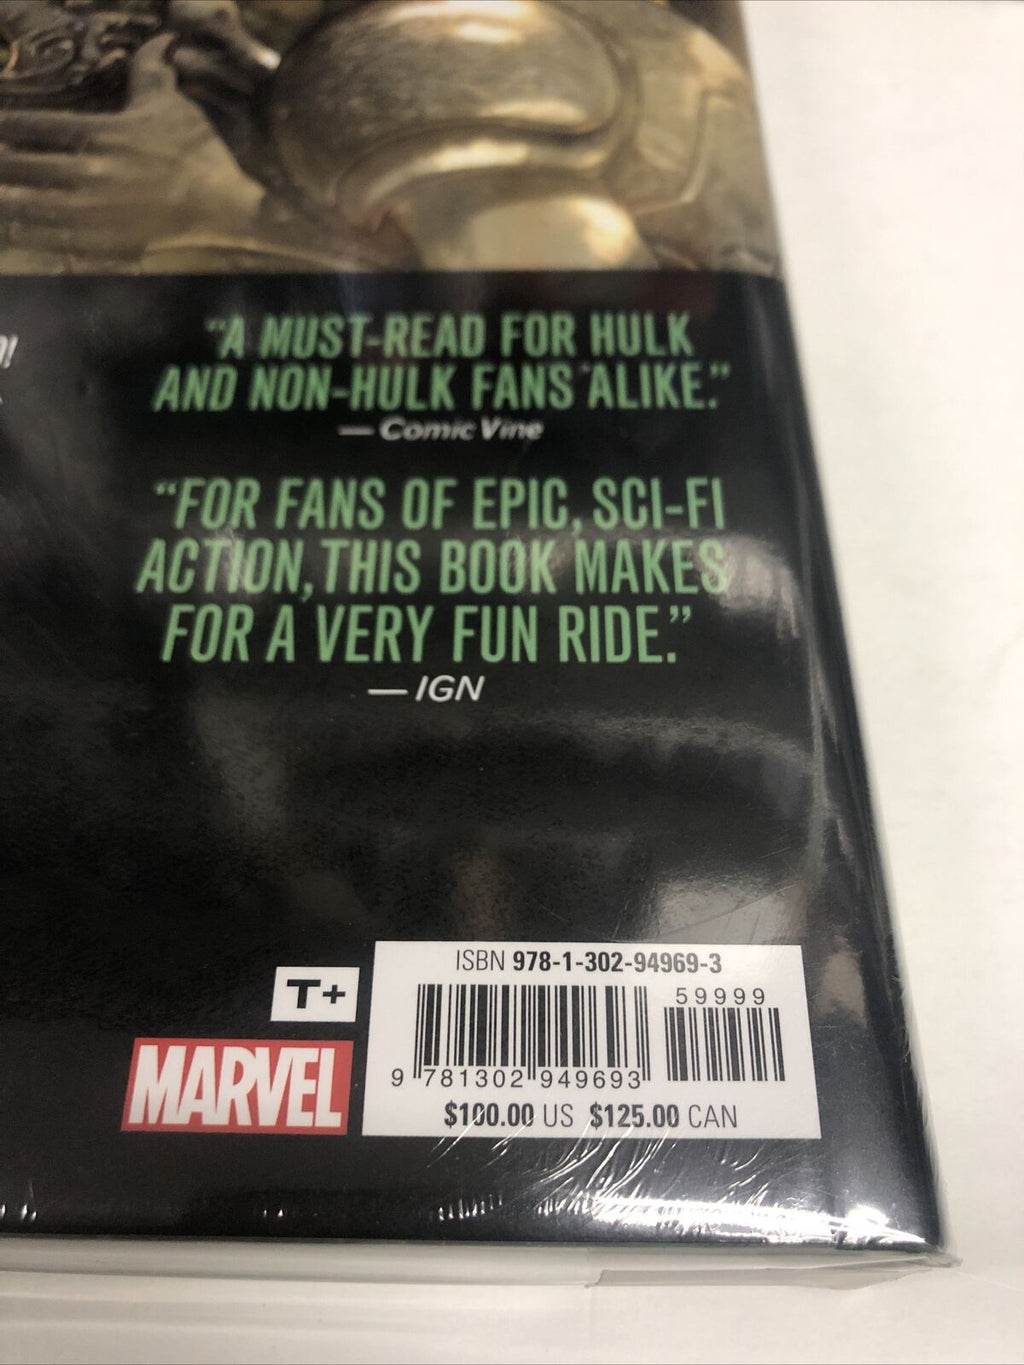 "A MUST-READ FOR HULK
AND NON-HULK FANS ALIKE."
— Comic Vine
"FOR FANS OF EPIC, SCI-FI
ACTION, THIS BOOK MAKES
FOR A VERY FUN RIDE."
— IGN
ISBN 978-1-302-94969-3
T+
59999
MARVEL
9 781302 949693
$100.00 US $125.00 CAN